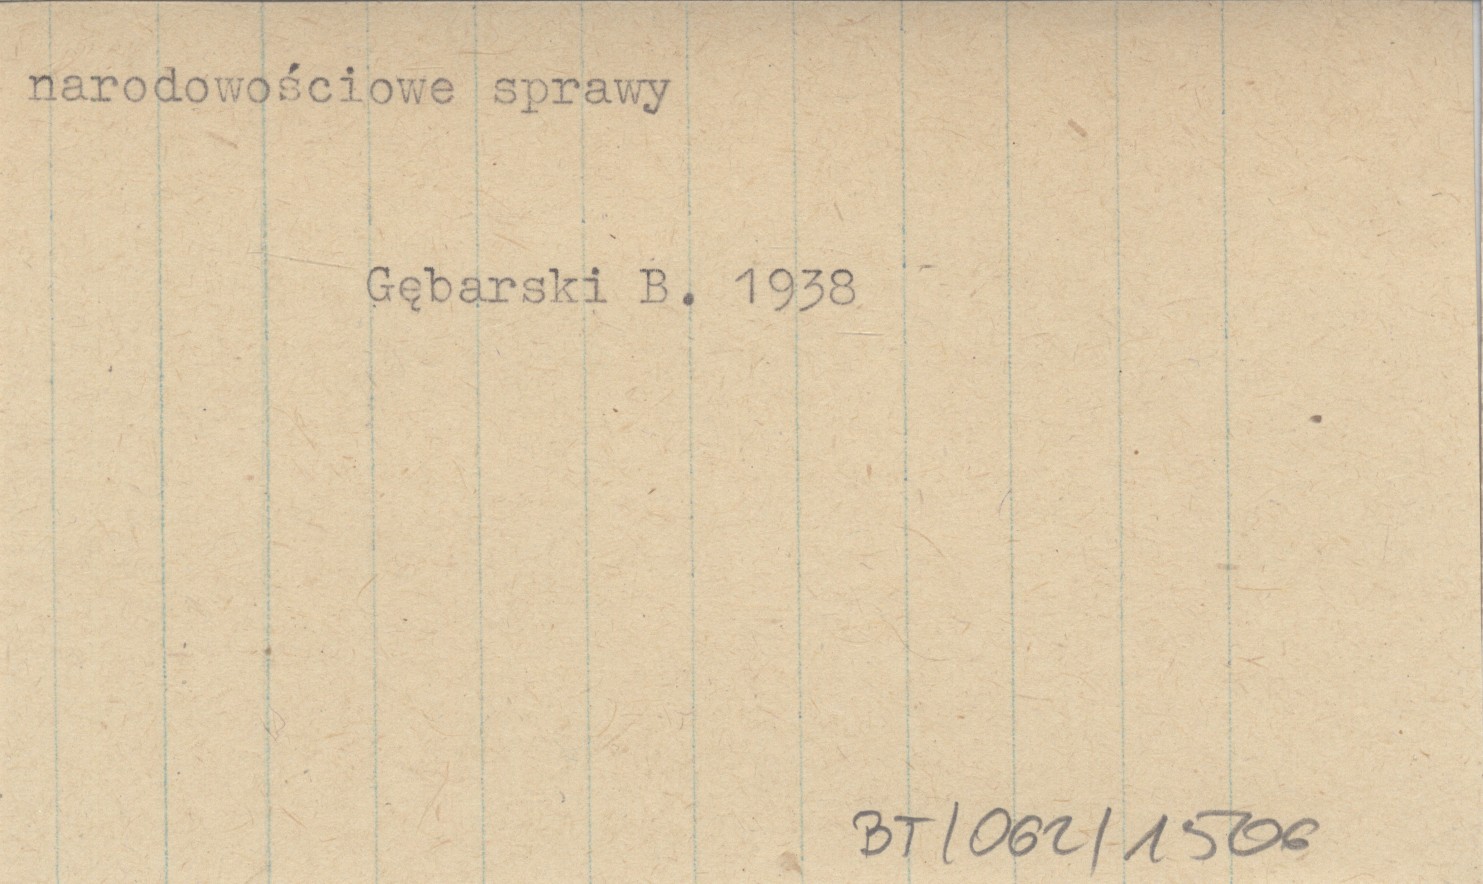 narodowościowe sprawy
Gębarski B. 1938
BT/062/1506